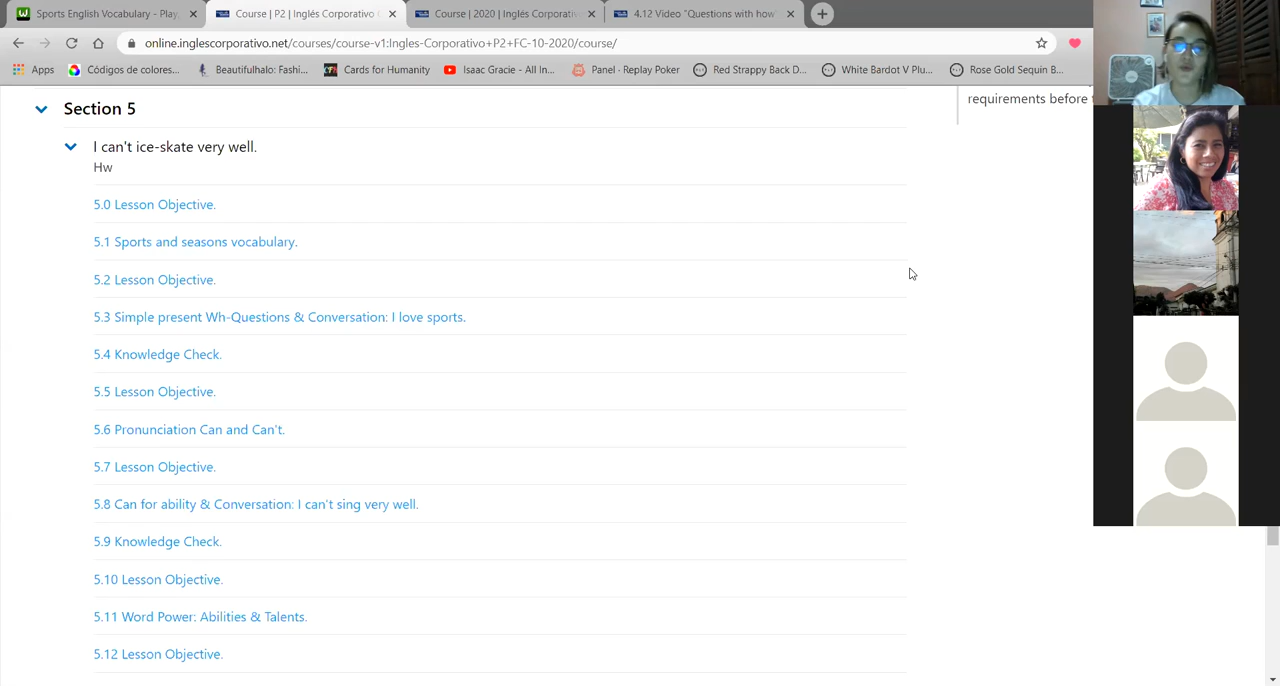 Sports English Vocabulary - Play,
Course | P2 | Inglés Corporativo
Course | 2020 | Inglés Corporativ
4.12 Video "Questions with how"
online.inglescorporativo.net/courses/course-v1:Ingles-Corporativo+P2+FC-10-2020/course/
Apps
Códigos de colores...
Beautifulhalo: Fashi...
Cards for Humanity
Isaac Gracie - All In...
Panel · Replay Poker
Red Strappy Back D...
White Bardot V Plu...
Rose Gold Sequin B...
requirements before
Section 5
I can't ice-skate very well.
Hw
5.0 Lesson Objective.
5.1 Sports and seasons vocabulary.
5.2 Lesson Objective.
5.3 Simple present Wh-Questions & Conversation: I love sports.
5.4 Knowledge Check.
5.5 Lesson Objective.
5.6 Pronunciation Can and Can't.
5.7 Lesson Objective.
5.8 Can for ability & Conversation: I can't sing very well.
5.9 Knowledge Check.
5.10 Lesson Objective.
5.11 Word Power: Abilities & Talents.
5.12 Lesson Objective.